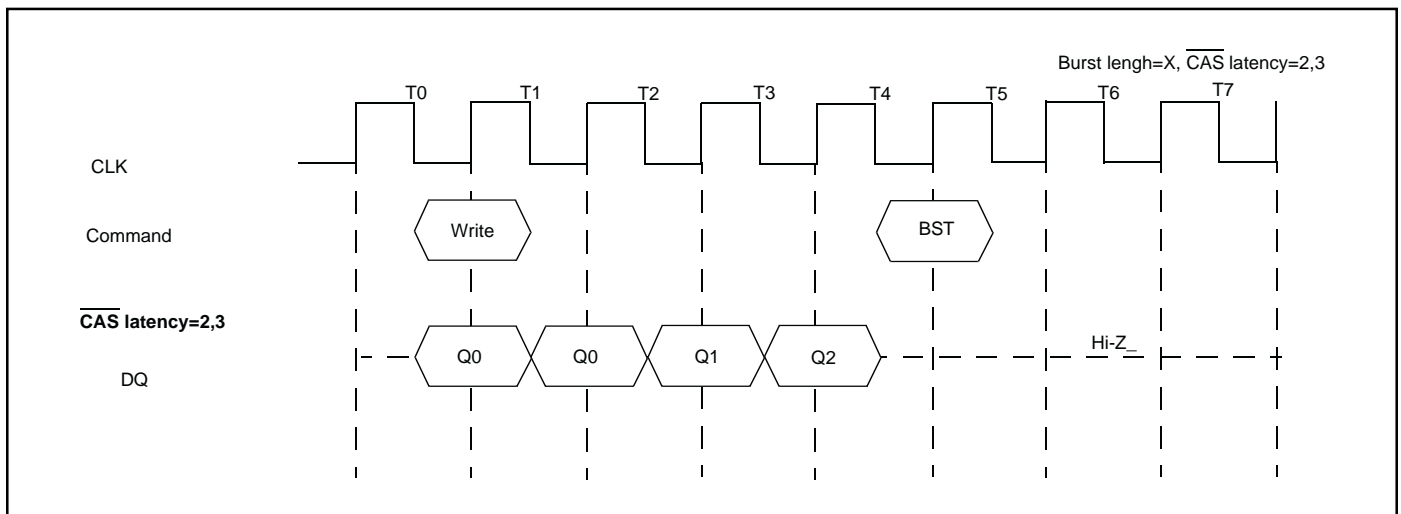 Burst lengh=X, CAS latency=2,3
T0 T1 T2 T3 T4 T5 T6 T7
CLK
Command
Write
BST
CAS latency=2,3
DQ
Q0 Q0 Q1 Q2
Hi-Z_